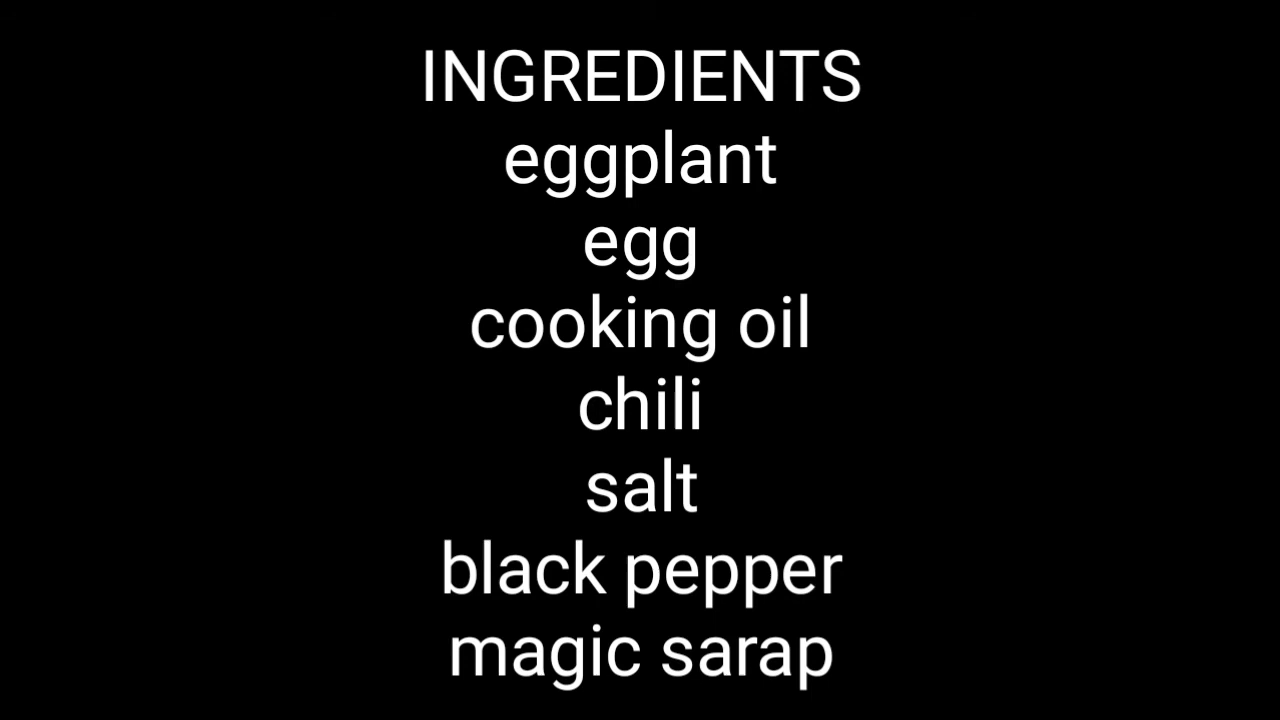 INGREDIENTS
eggplant
egg
cooking oil
chili
salt
black pepper
magic sarap